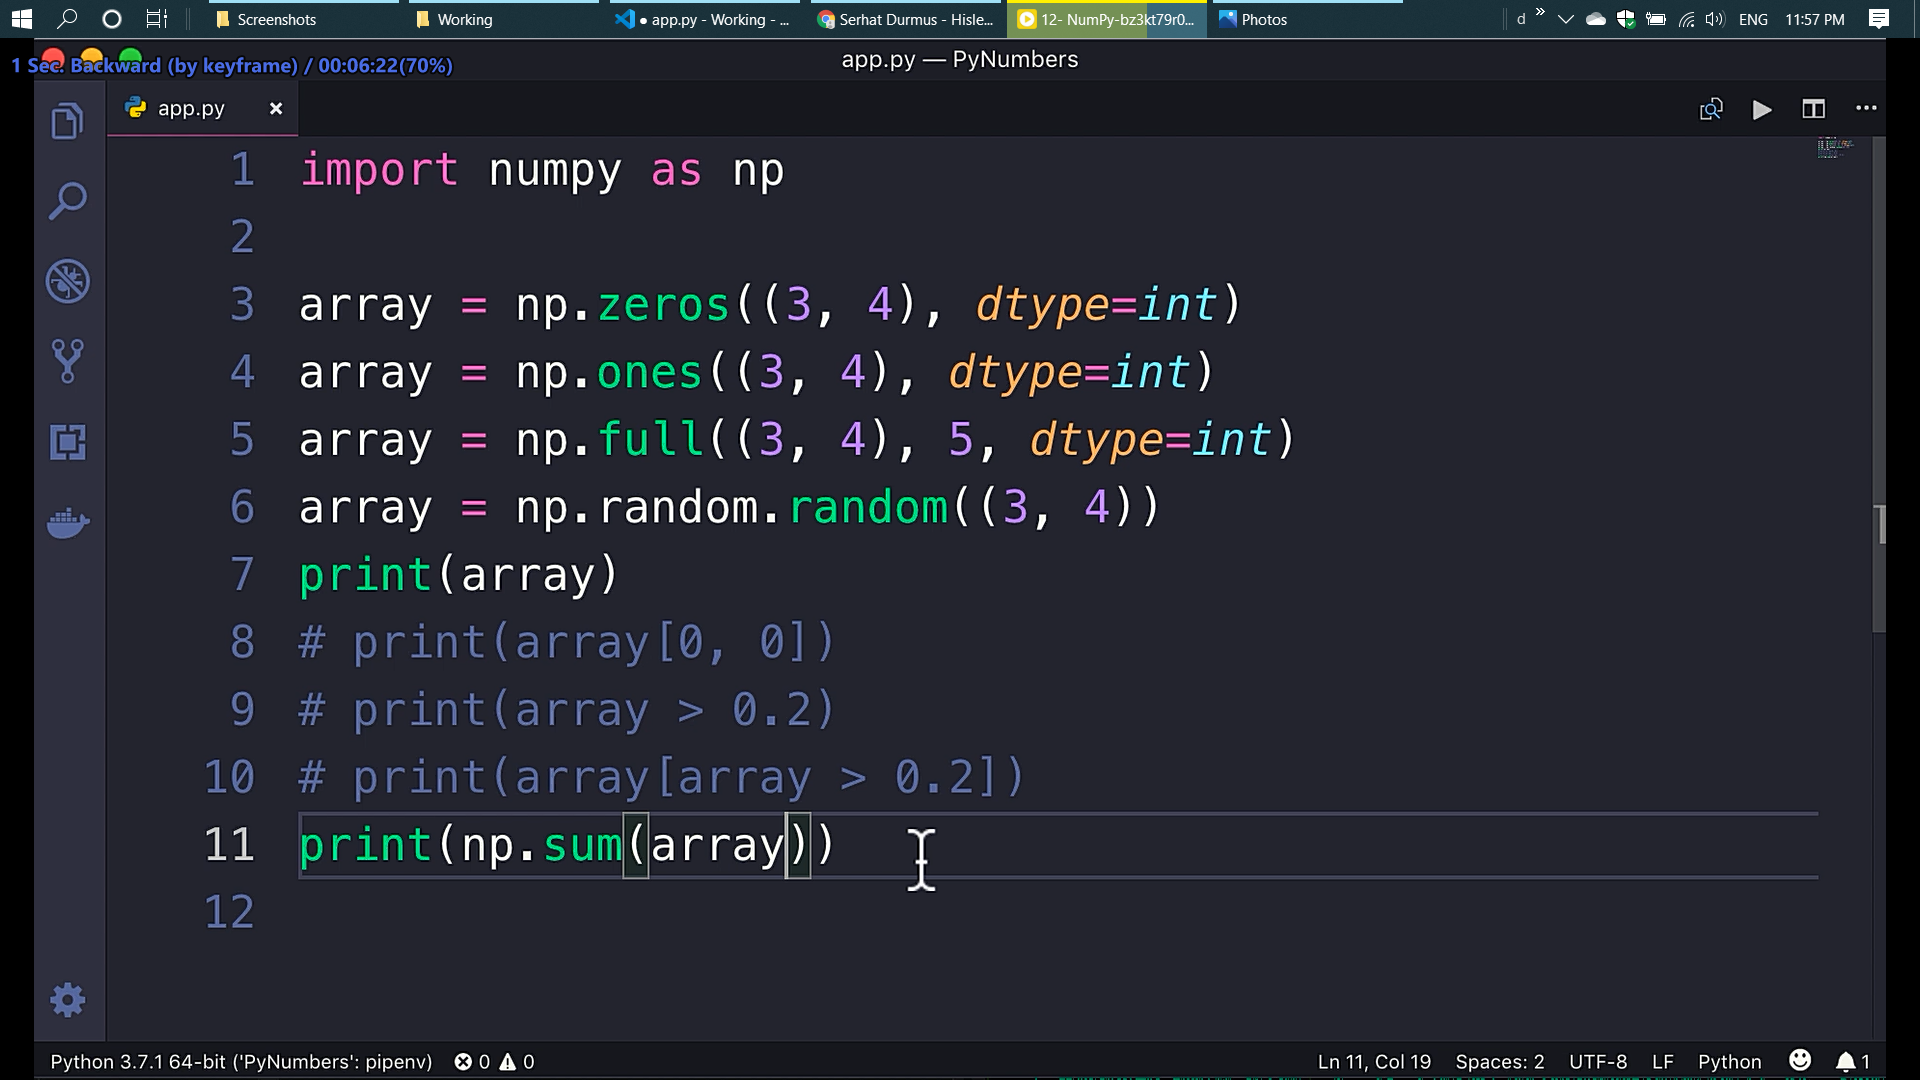 Screenshots
Working
● app.py - Working - ...
Serhat Durmus - Hisle...
12- NumPy-bz3kt79r0...
Photos
d
»
ENG
11:57 PM
1 Sec. Backward (by keyframe) / 00:06:22(70%)
app.py — PyNumbers
app.py ×
1 import numpy as np
2
3 array = np.zeros((3, 4), dtype=int)
4 array = np.ones((3, 4), dtype=int)
5 array = np.full((3, 4), 5, dtype=int)
6 array = np.random.random((3, 4))
7 print(array)
8 # print(array[0, 0])
9 # print(array > 0.2)
10 # print(array[array > 0.2])
11 print(np.sum(array))
12
Python 3.7.1 64-bit ('PyNumbers': pipenv) 0 0 Ln 11, Col 19 Spaces: 2 UTF-8 LF Python 1